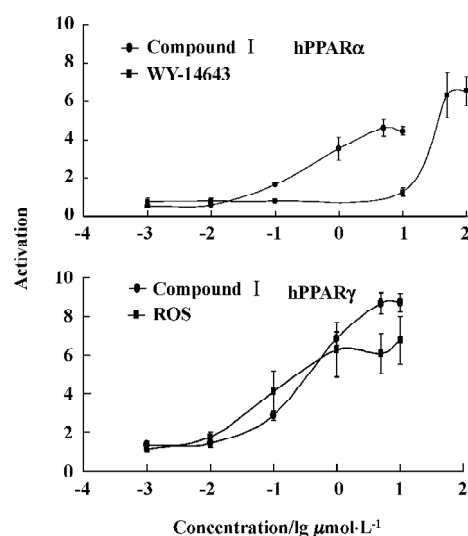 Compound I hPPARα
WY-14643
8
6
4
2
0
-4 -3 -2 -1 0 1 2
Activation
Compound I hPPARγ
ROS
10
8
6
4
2
0
-4 -3 -2 -1 0 1 2
Concentration/lg μmol·L-1